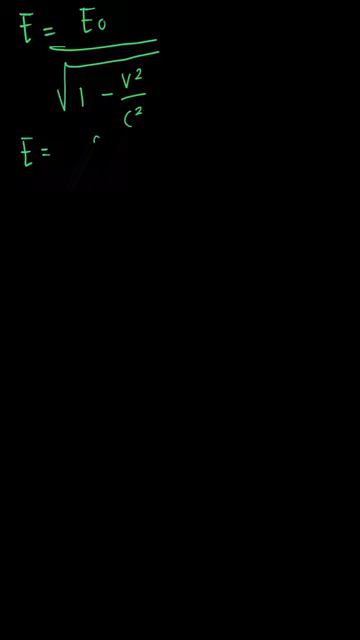 E = E₀ / √(1 − v²/c²)
E =